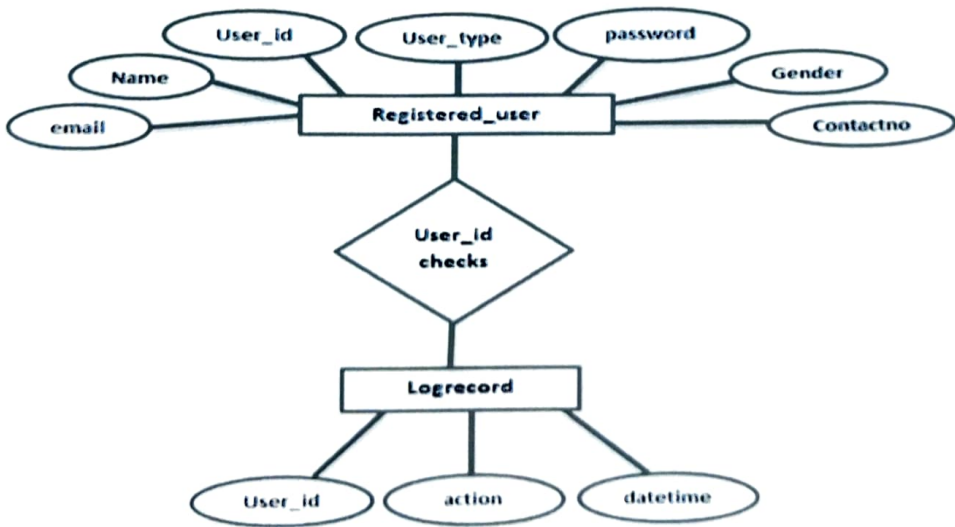 User_id
User_type
password
Name
Gender
email
Registered_user
Contactno
User_id
checks
Logrecord
User_id
action
datetime